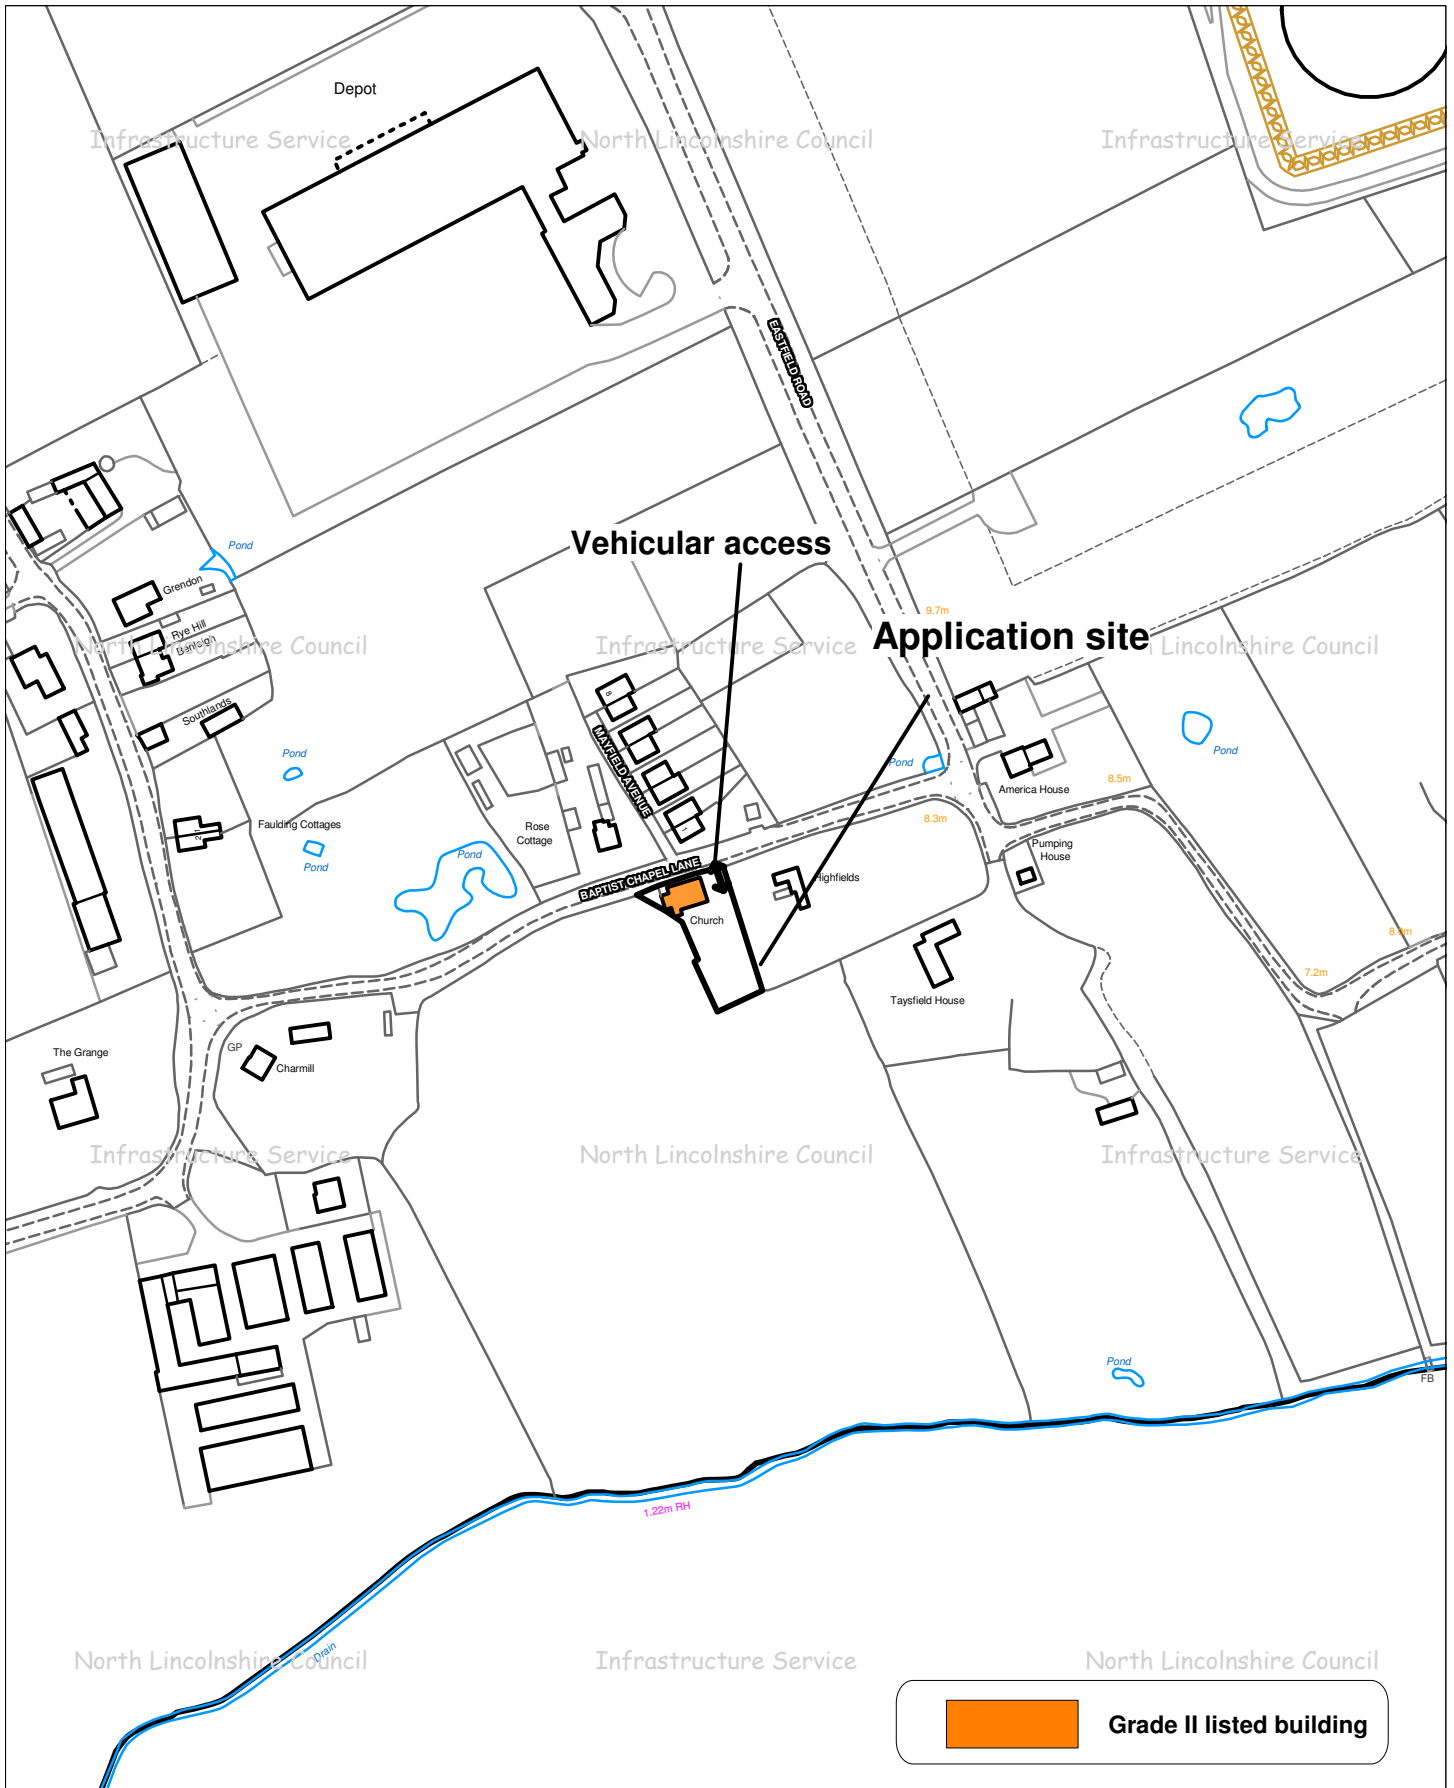 Depot
Infrastructure Service
North Lincolnshire Council
Infrastructure Service
EASTFIELD ROAD
Vehicular access
Pond
Grendon
9.7m
Application site
Rye Hill
Benleigh
North Lincolnshire Council
Infrastructure Service
Lincolnshire Council
8
Southlands
MAYFIELD AVENUE
Pond
Pond
Pond
8.5m
America House
Faulding Cottages
Rose
Cottage
1
8.3m
Pumping
House
Pond
Pond
BAPTIST CHAPEL LANE
Highfields
Church
8.0m
7.2m
Taysfield House
GP
The Grange
Charmill
Infrastructure Service
North Lincolnshire Council
Infrastructure Service
Pond
FB
1.22m RH
Drain
North Lincolnshire Council
Infrastructure Service
North Lincolnshire Council
Grade II listed building